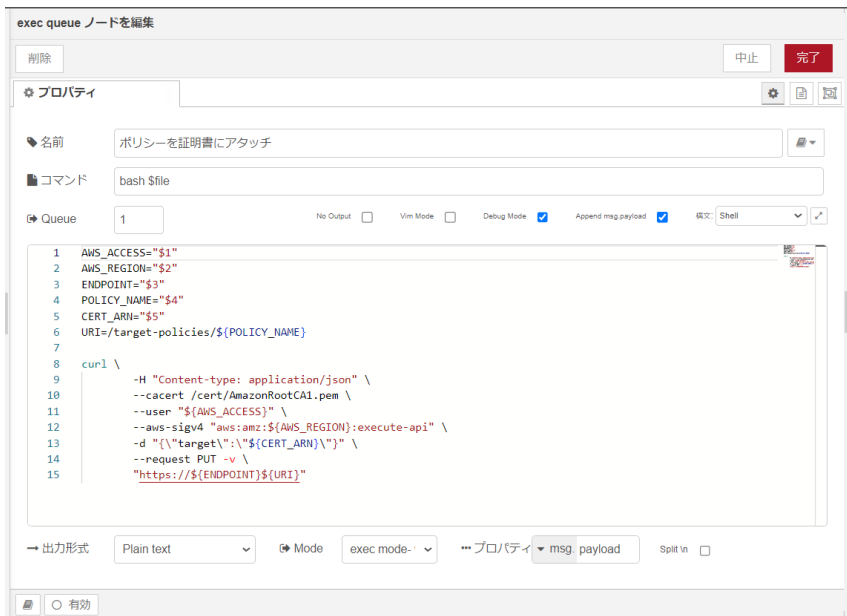 exec queue ノードを編集
削除
中止
完了
プロパティ
名前
ポリシーを証明書にアタッチ
コマンド
bash $file
Queue
1
No Output
Vim Mode
Debug Mode
Append msg.payload
構文:
Shell
1 AWS_ACCESS="$1"
2 AWS_REGION="$2"
3 ENDPOINT="$3"
4 POLICY_NAME="$4"
5 CERT_ARN="$5"
6 URI=/target-policies/${POLICY_NAME}
7
8 curl \
9 -H "Content-type: application/json" \
10 --cacert /cert/AmazonRootCA1.pem \
11 --user "${AWS_ACCESS}" \
12 --aws-sigv4 "aws:amz:${AWS_REGION}:execute-api" \
13 -d "{\"target\":\"${CERT_ARN}\"}" \
14 --request PUT -v \
15 "https://${ENDPOINT}${URI}"
出力形式
Plain text
Mode
exec mode-
プロパティ
msg. payload
Split \n
有効